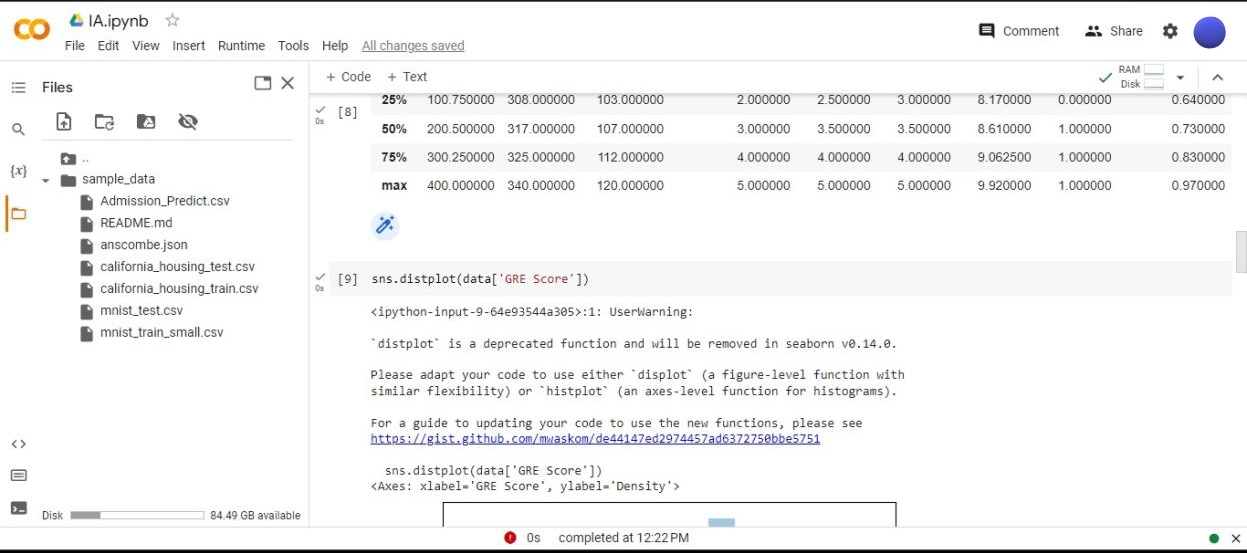 IA.ipynb
File Edit View Insert Runtime Tools Help All changes saved
Comment Share
Files
+ Code + Text
RAM
Disk
..
sample_data
Admission_Predict.csv
README.md
anscombe.json
california_housing_test.csv
california_housing_train.csv
mnist_test.csv
mnist_train_small.csv
{x}
<>
Disk 84.49 GB available
0s
[8]
25% 100.750000 308.000000 103.000000 2.000000 2.500000 3.000000 8.170000 0.000000 0.640000
50% 200.500000 317.000000 107.000000 3.000000 3.500000 3.500000 8.610000 1.000000 0.730000
75% 300.250000 325.000000 112.000000 4.000000 4.000000 4.000000 9.062500 1.000000 0.830000
max 400.000000 340.000000 120.000000 5.000000 5.000000 5.000000 9.920000 1.000000 0.970000
0s
[9] sns.distplot(data['GRE Score'])
<ipython-input-9-64e93544a305>:1: UserWarning:
`distplot` is a deprecated function and will be removed in seaborn v0.14.0.
Please adapt your code to use either `displot` (a figure-level function with
similar flexibility) or `histplot` (an axes-level function for histograms).
For a guide to updating your code to use the new functions, please see
https://gist.github.com/mwaskom/de44147ed2974457ad6372750bbe5751
sns.distplot(data['GRE Score'])
<Axes: xlabel='GRE Score', ylabel='Density'>
0s completed at 12:22 PM